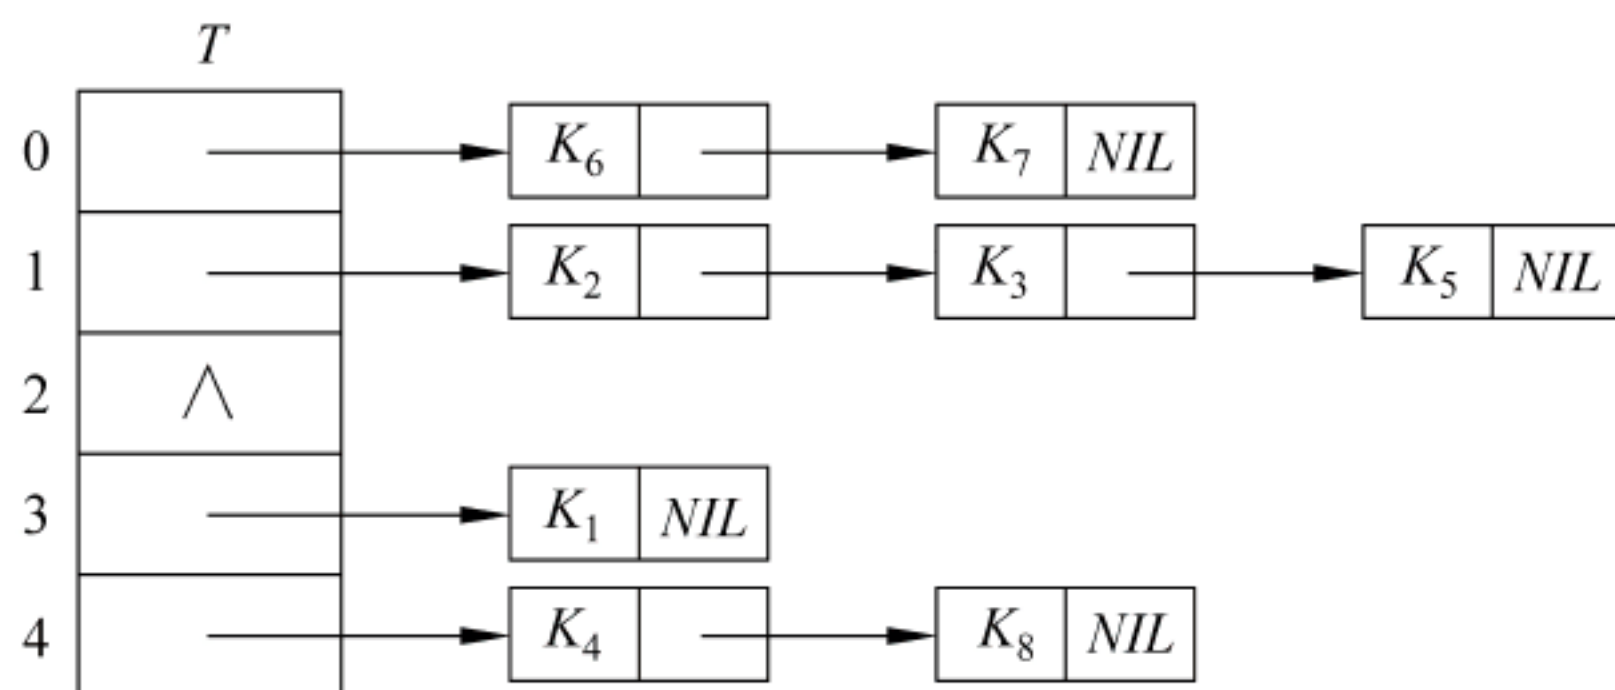 T
0 K₆ K₇ NIL
1 K₂ K₃ K₅ NIL
2 ∧
3 K₁ NIL
4 K₄ K₈ NIL